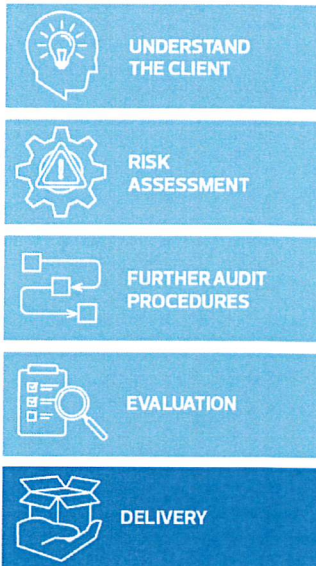 UNDERSTAND
THE CLIENT
RISK
ASSESSMENT
FURTHER AUDIT
PROCEDURES
EVALUATION
DELIVERY